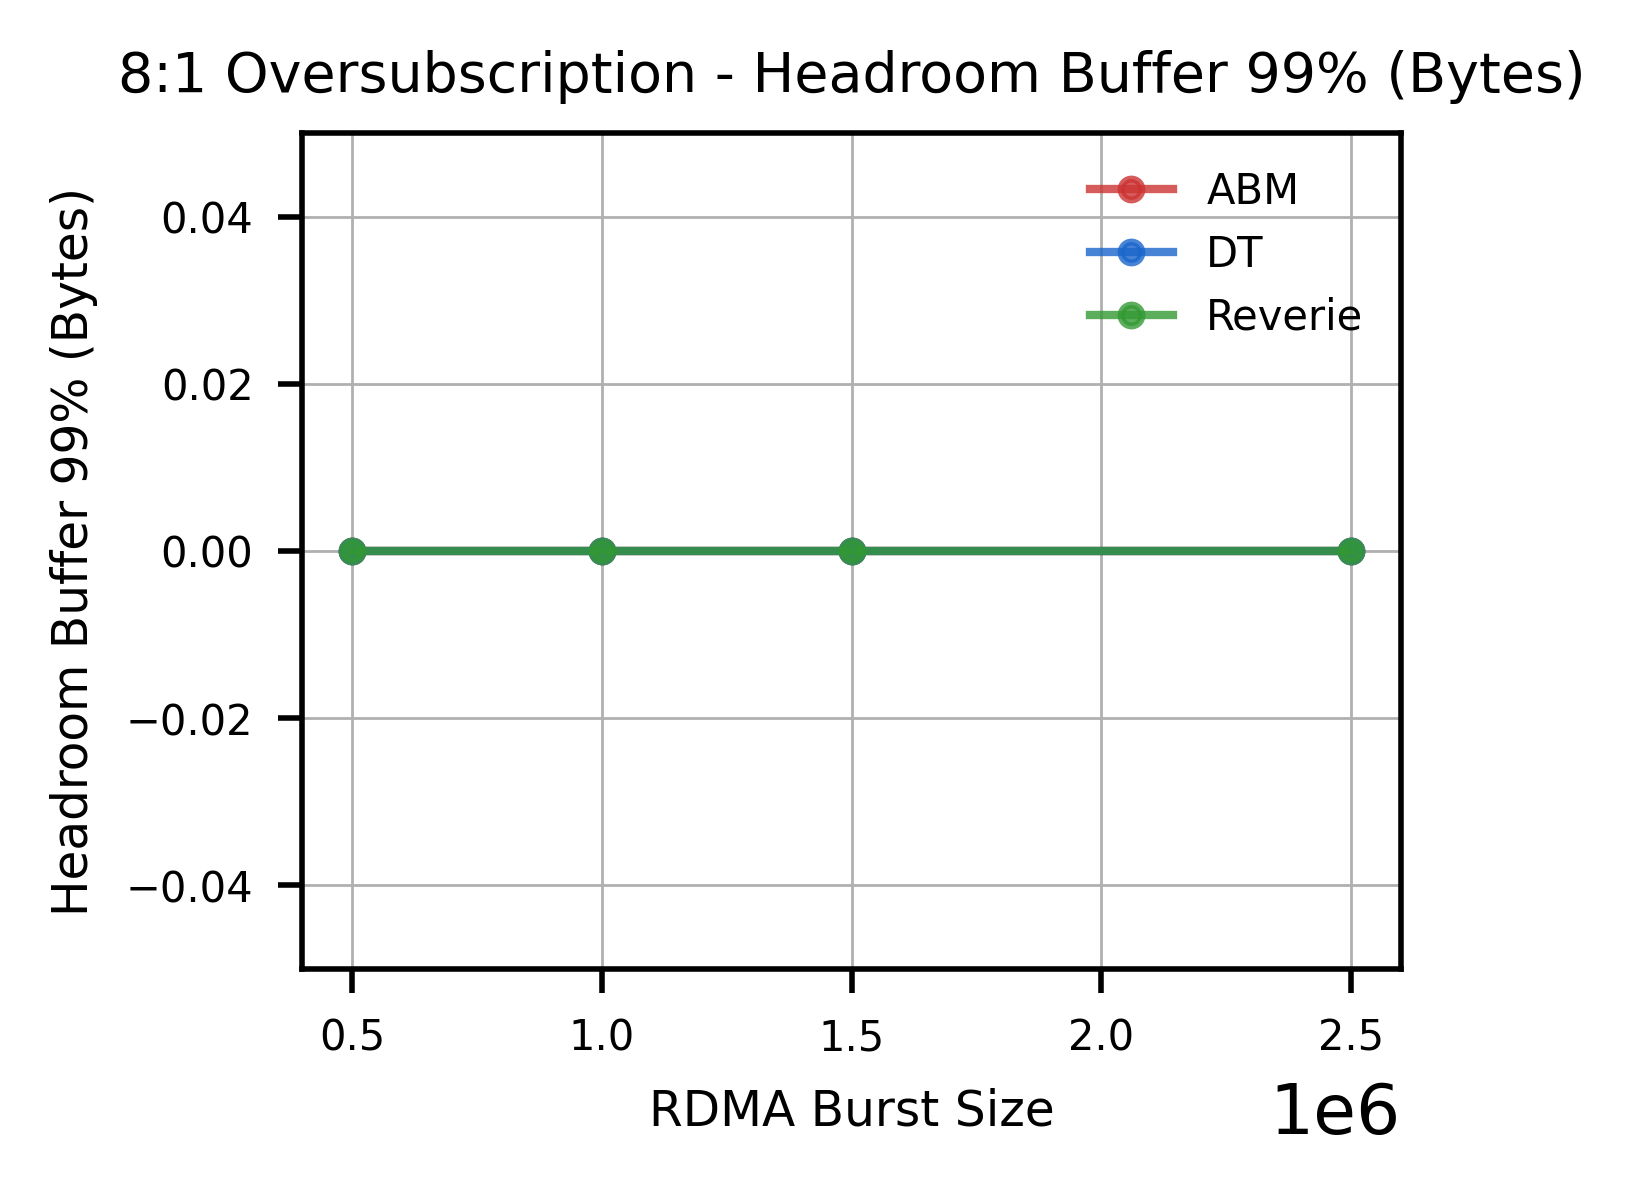 8:1 Oversubscription - Headroom Buffer 99% (Bytes)
Headroom Buffer 99% (Bytes)
0.04
0.02
0.00
−0.02
−0.04
ABM
DT
Reverie
0.5
1.0
1.5
2.0
2.5
RDMA Burst Size
1e6